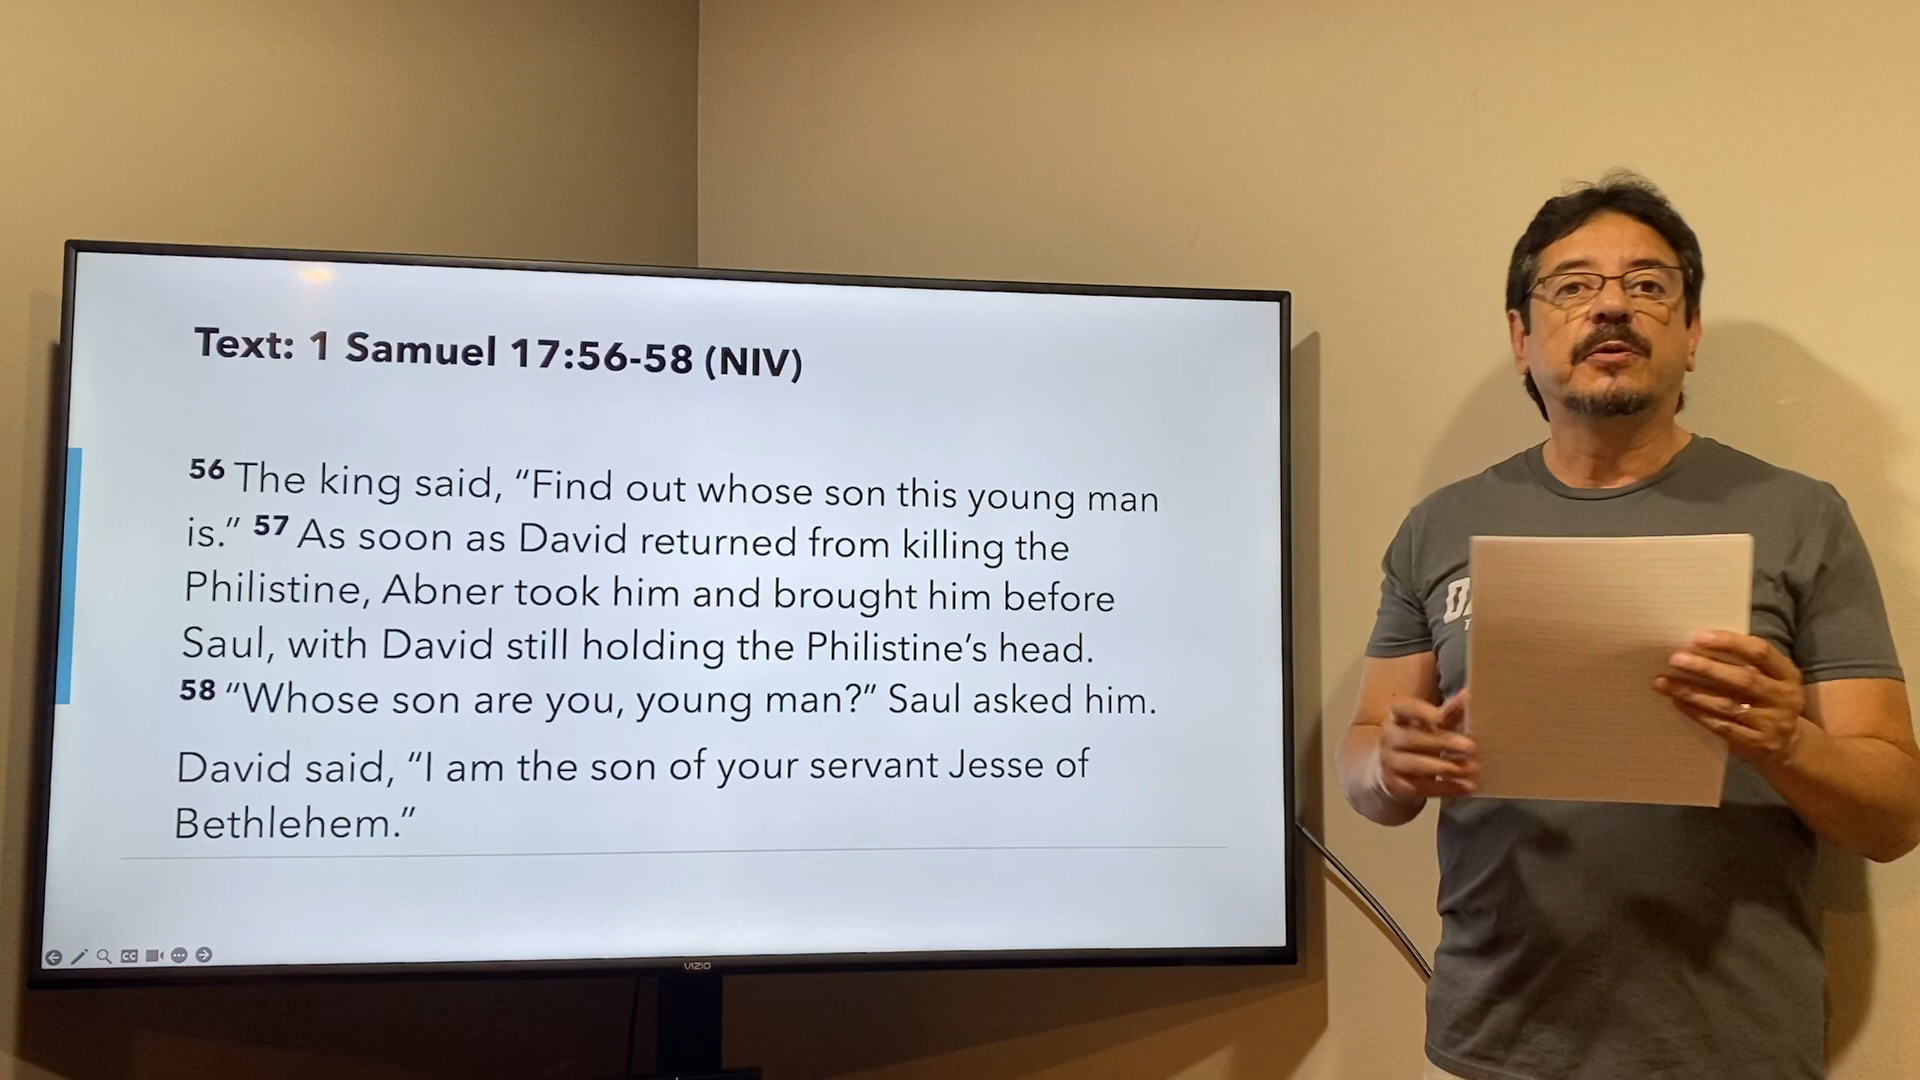 Text: 1 Samuel 17:56-58 (NIV)
56 The king said, “Find out whose son this young man
is.” 57 As soon as David returned from killing the
Philistine, Abner took him and brought him before
Saul, with David still holding the Philistine’s head.
58 “Whose son are you, young man?” Saul asked him.
David said, “I am the son of your servant Jesse of
Bethlehem.”
CC
VIZIO